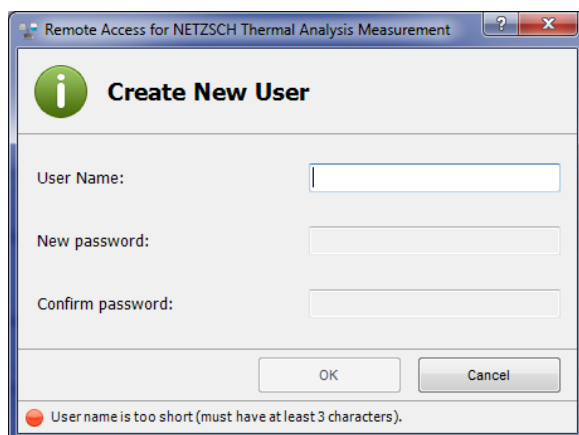 Remote Access for NETZSCH Thermal Analysis Measurement
Create New User
User Name:
New password:
Confirm password:
OK Cancel
User name is too short (must have at least 3 characters).